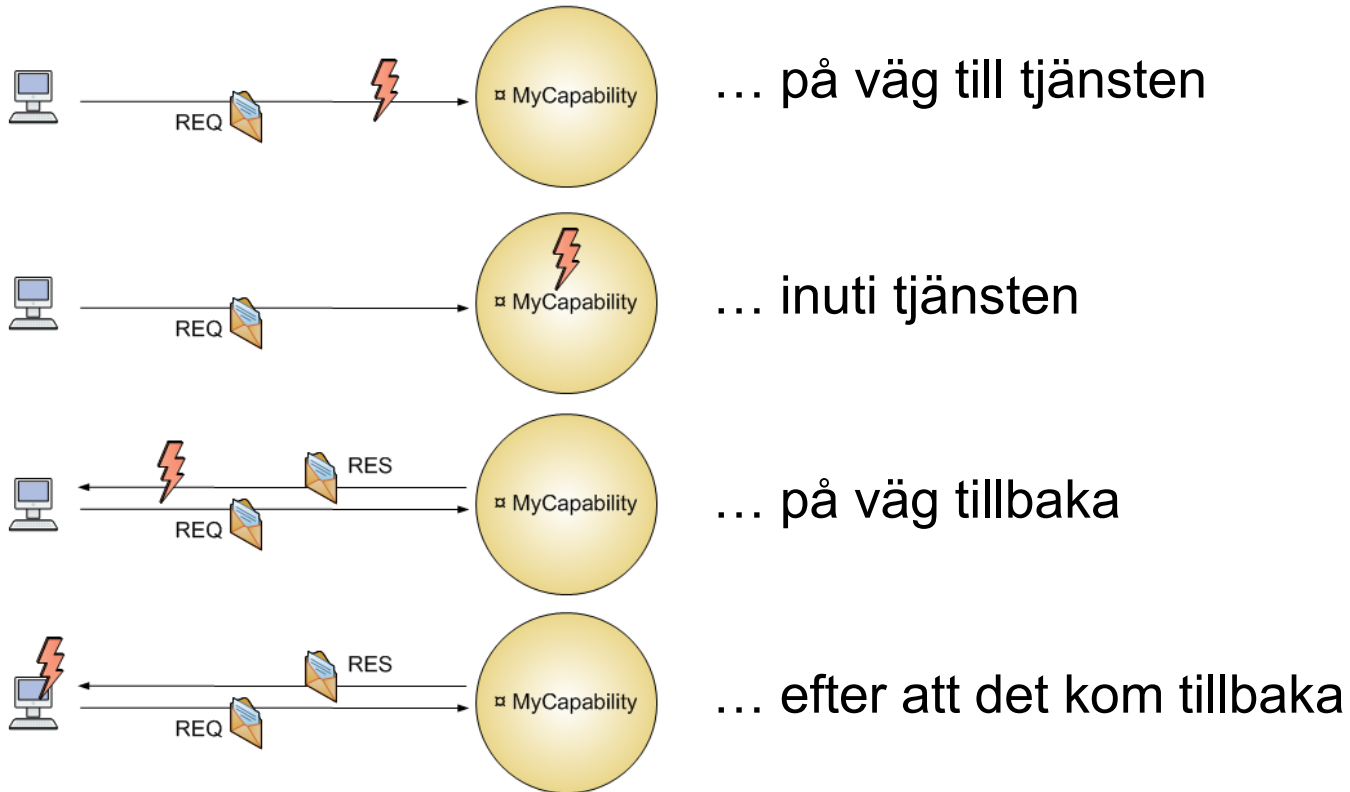 ¤ MyCapability
REQ
… på väg till tjänsten
¤ MyCapability
REQ
… inuti tjänsten
RES
¤ MyCapability
REQ
… på väg tillbaka
RES
¤ MyCapability
REQ
… efter att det kom tillbaka